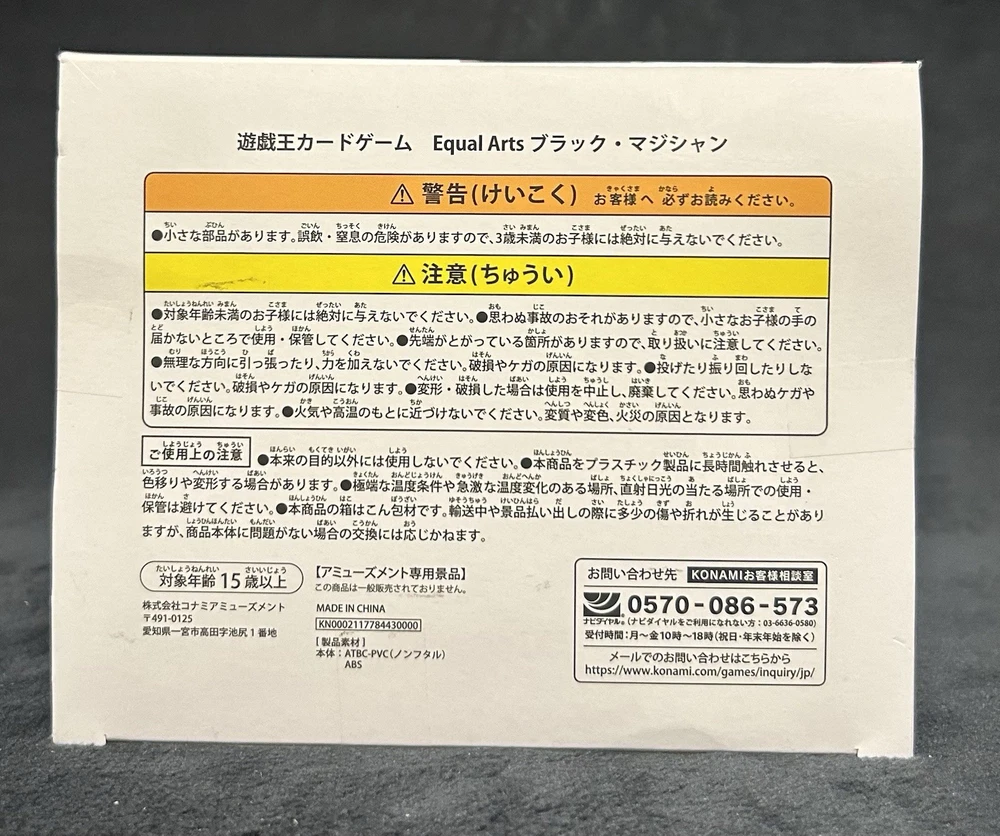 遊戯王カードゲーム Equal Arts ブラック・マジシャン
⚠ 警告(けいこく) お客様へ 必ずお読みください。
●小さな部品があります。誤飲・窒息の危険がありますので、3歳未満のお子様には絶対に与えないでください。
⚠ 注意(ちゅうい)
●対象年齢未満のお子様には絶対に与えないでください。●思わぬ事故のおそれがありますので、小さなお子様の手の
届かないところで使用・保管してください。●先端がとがっている箇所がありますので、取り扱いに注意してください。
●無理な方向に引っ張ったり、力を加えないでください。破損やケガの原因になります。●投げたり振り回したりしな
いでください。破損やケガの原因になります。●変形・破損した場合は使用を中止し、廃棄してください。思わぬケガや
事故の原因になります。●火気や高温のもとに近づけないでください。変質や変色、火災の原因となります。
ご使用上の注意 ●本来の目的以外には使用しないでください。●本商品をプラスチック製品に長時間触れさせると、
色移りや変形する場合があります。●極端な温度条件や急激な温度変化のある場所、直射日光の当たる場所での使用・
保管は避けてください。●本商品の箱はこん包材です。輸送中や景品払い出しの際に多少の傷や折れが生じることがあり
ますが、商品本体に問題がない場合の交換には応じかねます。
対象年齢15歳以上
株式会社コナミアミューズメント
〒491-0125
愛知県一宮市高田字池尻1番地
【アミューズメント専用景品】
この商品は一般販売されておりません。
MADE IN CHINA
KN0002117784430000
[製品素材]
本体：ATBC-PVC(ノンフタル)
ABS
お問い合わせ先 KONAMIお客様相談室
0570-086-573
ナビダイヤル®(ナビダイヤルをご利用になれない方：03-6636-0580)
受付時間：月〜金10時〜18時(祝日・年末年始を除く)
メールでのお問い合わせはこちらから
https://www.konami.com/games/inquiry/jp/